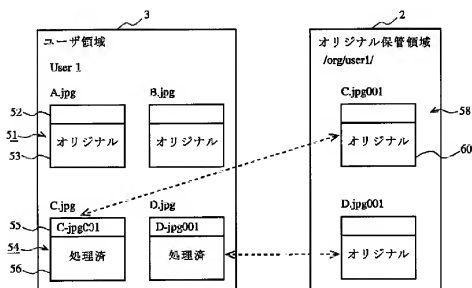 3
2
ユーザ領域
オリジナル保管領域
User 1
/org/user1/
A.jpg
B.jpg
C.jpg001
52
58
51
オリジナル
オリジナル
オリジナル
53
60
C.jpg
D.jpg
D.jpg001
55
C-jpg001
D-jpg001
54
処理済
処理済
オリジナル
56